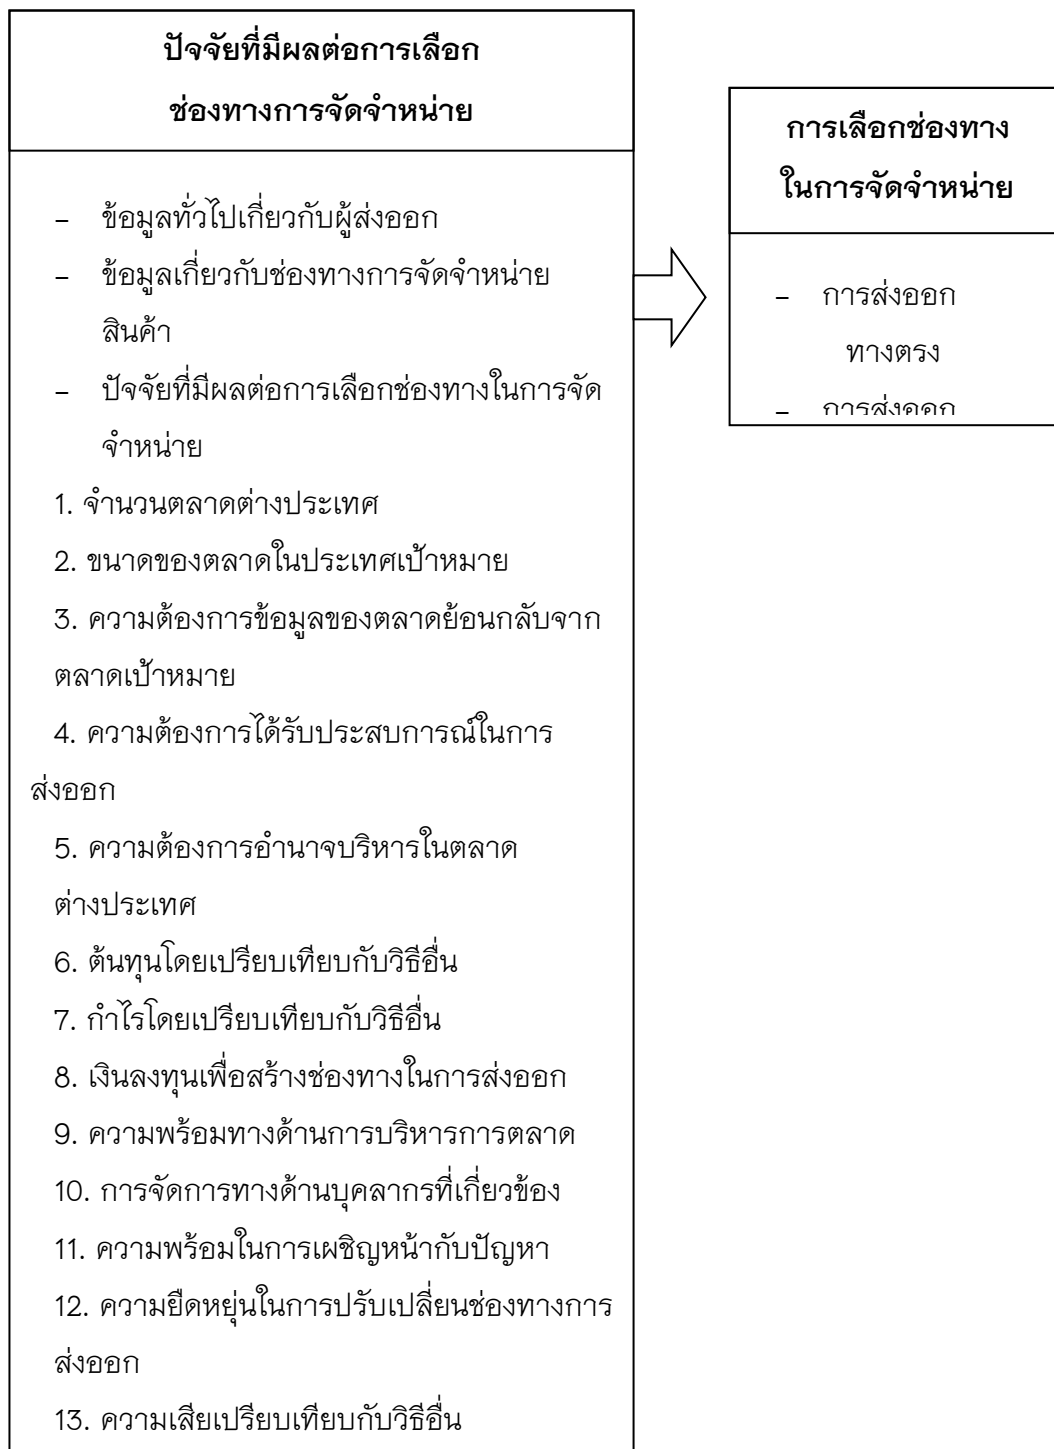 ปัจจัยที่มีผลต่อการเลือก
ช่องทางการจัดจำหน่าย
– ข้อมูลทั่วไปเกี่ยวกับผู้ส่งออก
– ข้อมูลเกี่ยวกับช่องทางการจัดจำหน่าย
สินค้า
– ปัจจัยที่มีผลต่อการเลือกช่องทางในการจัด
จำหน่าย
1. จำนวนตลาดต่างประเทศ
2. ขนาดของตลาดในประเทศเป้าหมาย
3. ความต้องการข้อมูลของตลาดย้อนกลับจาก
ตลาดเป้าหมาย
4. ความต้องการได้รับประสบการณ์ในการ
ส่งออก
5. ความต้องการอำนาจบริหารในตลาด
ต่างประเทศ
6. ต้นทุนโดยเปรียบเทียบกับวิธีอื่น
7. กำไรโดยเปรียบเทียบกับวิธีอื่น
8. เงินลงทุนเพื่อสร้างช่องทางในการส่งออก
9. ความพร้อมทางด้านการบริหารการตลาด
10. การจัดการทางด้านบุคลากรที่เกี่ยวข้อง
11. ความพร้อมในการเผชิญหน้ากับปัญหา
12. ความยืดหยุ่นในการปรับเปลี่ยนช่องทางการ
ส่งออก
13. ความเสียเปรียบเทียบกับวิธีอื่น
การเลือกช่องทาง
ในการจัดจำหน่าย
– การส่งออก
ทางตรง
– การส่งออก